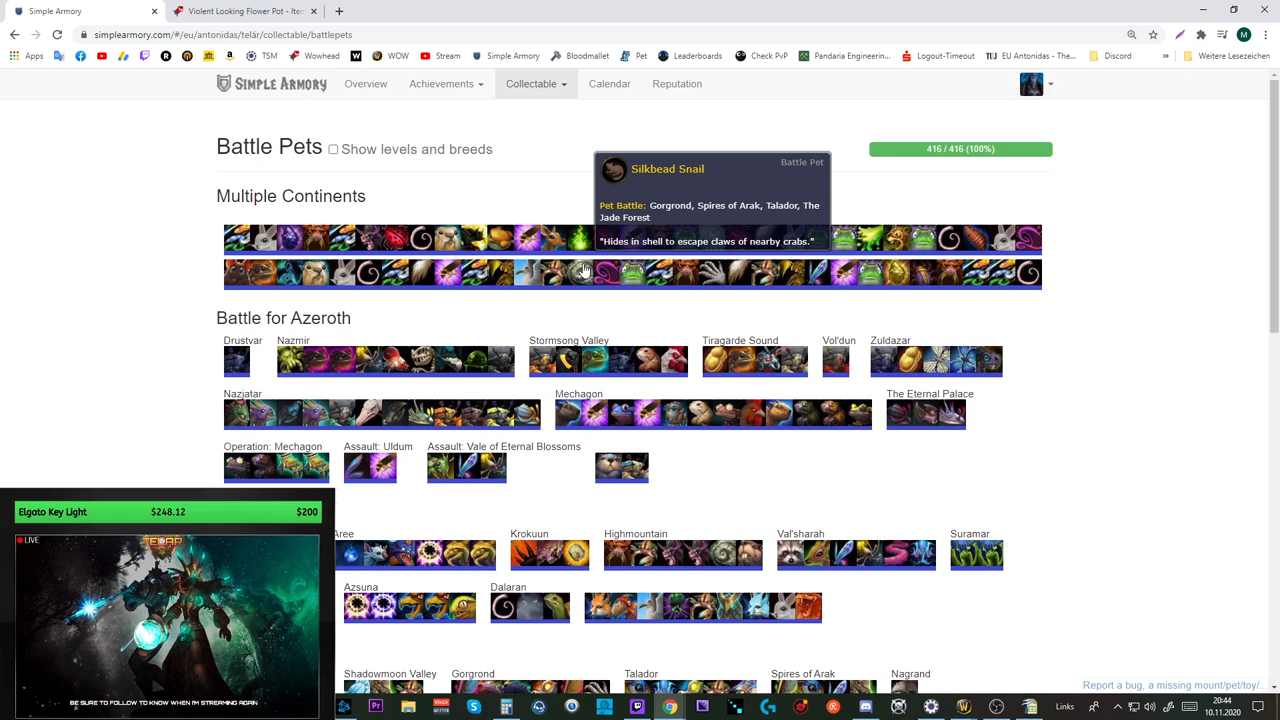 Simple Armory
Violent Looking Flower Pot - Iter
simplearmory.com/#/eu/antonidas/telår/collectable/battlepets
Apps
TSM
Wowhead
WOW
Stream
Simple Armory
Bloodmallet
Pet
Leaderboards
Check PvP
Pandaria Engineerin...
Logout-Timeout
EU Antonidas - The...
Discord
»
Weitere Lesezeichen
SIMPLE ARMORY
Overview
Achievements
Collectable
Calendar
Reputation
Battle Pets
Show levels and breeds
416 / 416 (100%)
Multiple Continents
Silkbead Snail
Battle Pet
Pet Battle: Gorgrond, Spires of Arak, Talador, The
Jade Forest
"Hides in shell to escape claws of nearby crabs."
Battle for Azeroth
Drustvar
Nazmir
Stormsong Valley
Tiragarde Sound
Vol'dun
Zuldazar
Nazjatar
Mechagon
The Eternal Palace
Operation: Mechagon
Assault: Uldum
Assault: Vale of Eternal Blossoms
Elgato Key Light
$248.12
$200
LIVE
TELAR
BE SURE TO FOLLOW TO KNOW WHEN I'M STREAMING AGAIN
Aree
Krokuun
Highmountain
Val'sharah
Suramar
Azsuna
Dalaran
Shadowmoon Valley
Gorgrond
Talador
Spires of Arak
Nagrand
Report a bug, a missing mount/pet/toy/...
Links
20:44
10.11.2020